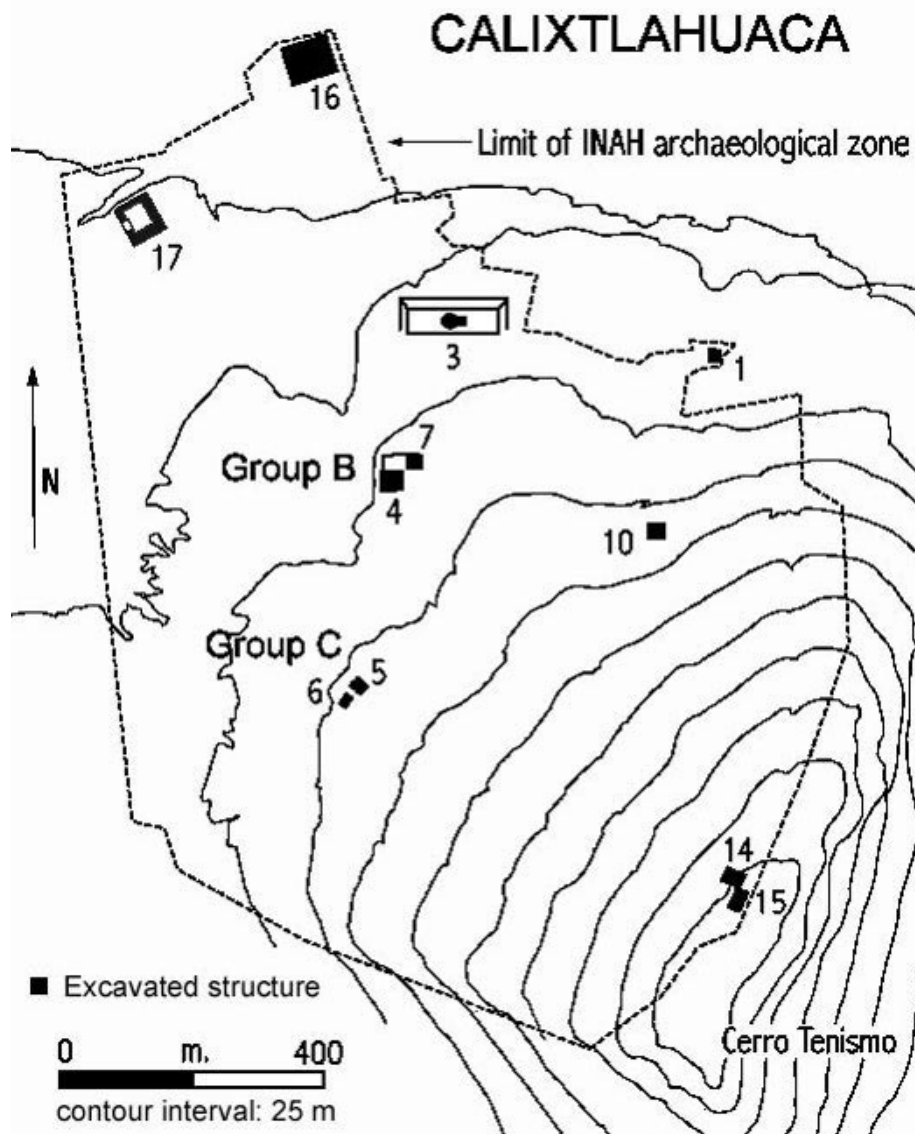 CALIXTLAHUACA
16
Limit of INAH archaeological zone
17
3
1
7
Group B
N
4
10
Group C
5
6
14
15
Excavated structure
Cerro Tenismo
0 m. 400
contour interval: 25 m